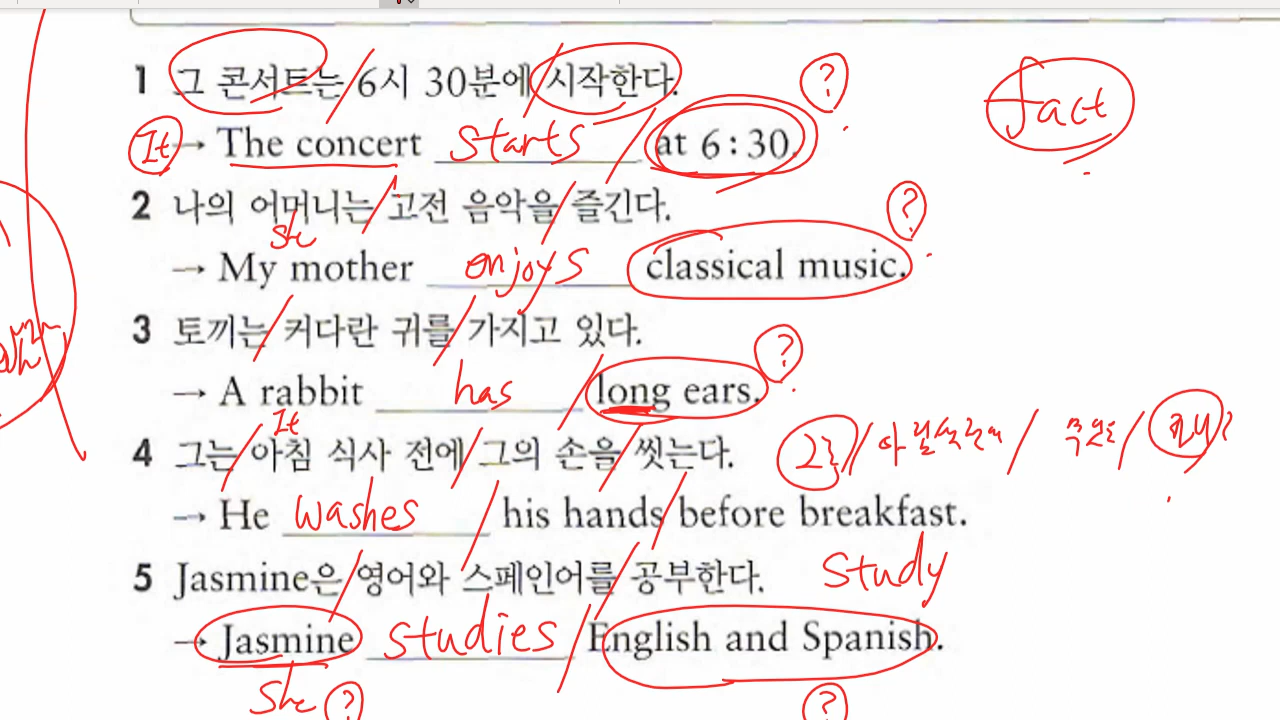 1 그 콘서트는 6시 30분에 시작한다. ?
fact
It → The concert starts at 6:30.
2 나의 어머니는 고전 음악을 즐긴다. ?
She
→ My mother enjoys classical music.
3 토끼는 커다란 귀를 가지고 있다. ?
→ A rabbit has long ears.
It
4 그는 아침 식사 전에 그의 손을 씻는다.
→ He washes his hands before breakfast.
5 Jasmine은 영어와 스페인어를 공부한다. study
→ Jasmine studies English and Spanish.
She ? ?